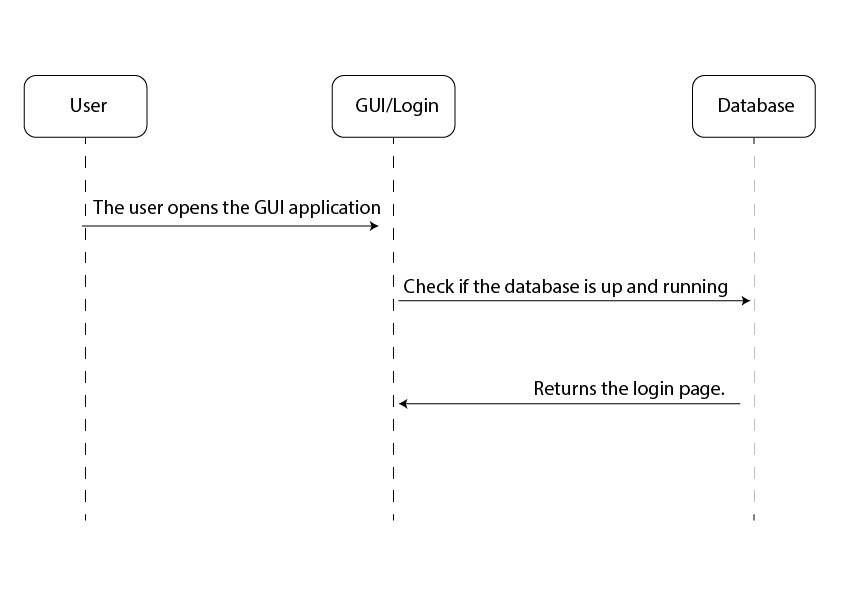 User
GUI/Login
Database
The user opens the GUI application
Check if the database is up and running
Returns the login page.